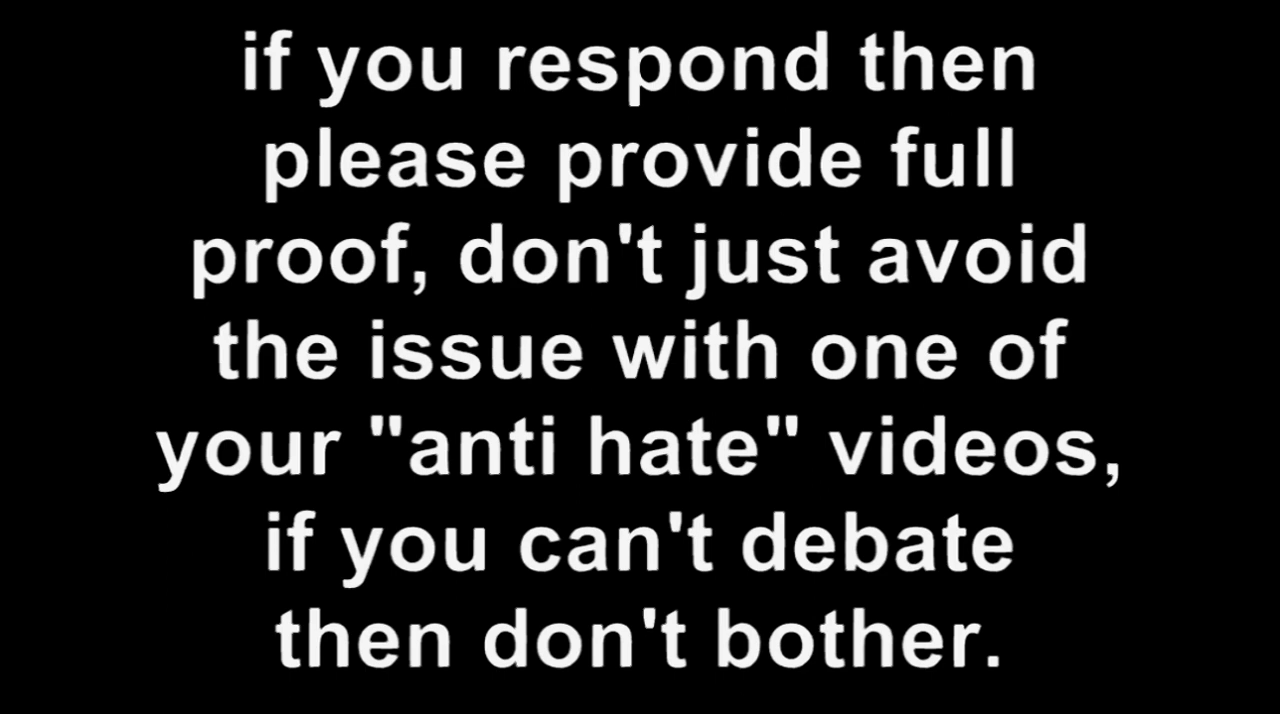 if you respond then
please provide full
proof, don't just avoid
the issue with one of
your "anti hate" videos,
if you can't debate
then don't bother.